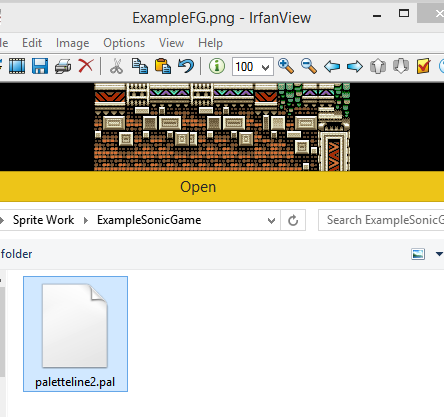 ExampleFG.png - IrfanView
le Edit Image Options View Help
100
Open
Sprite Work ExampleSonicGame Search ExampleSonicG
folder
paletteline2.pal